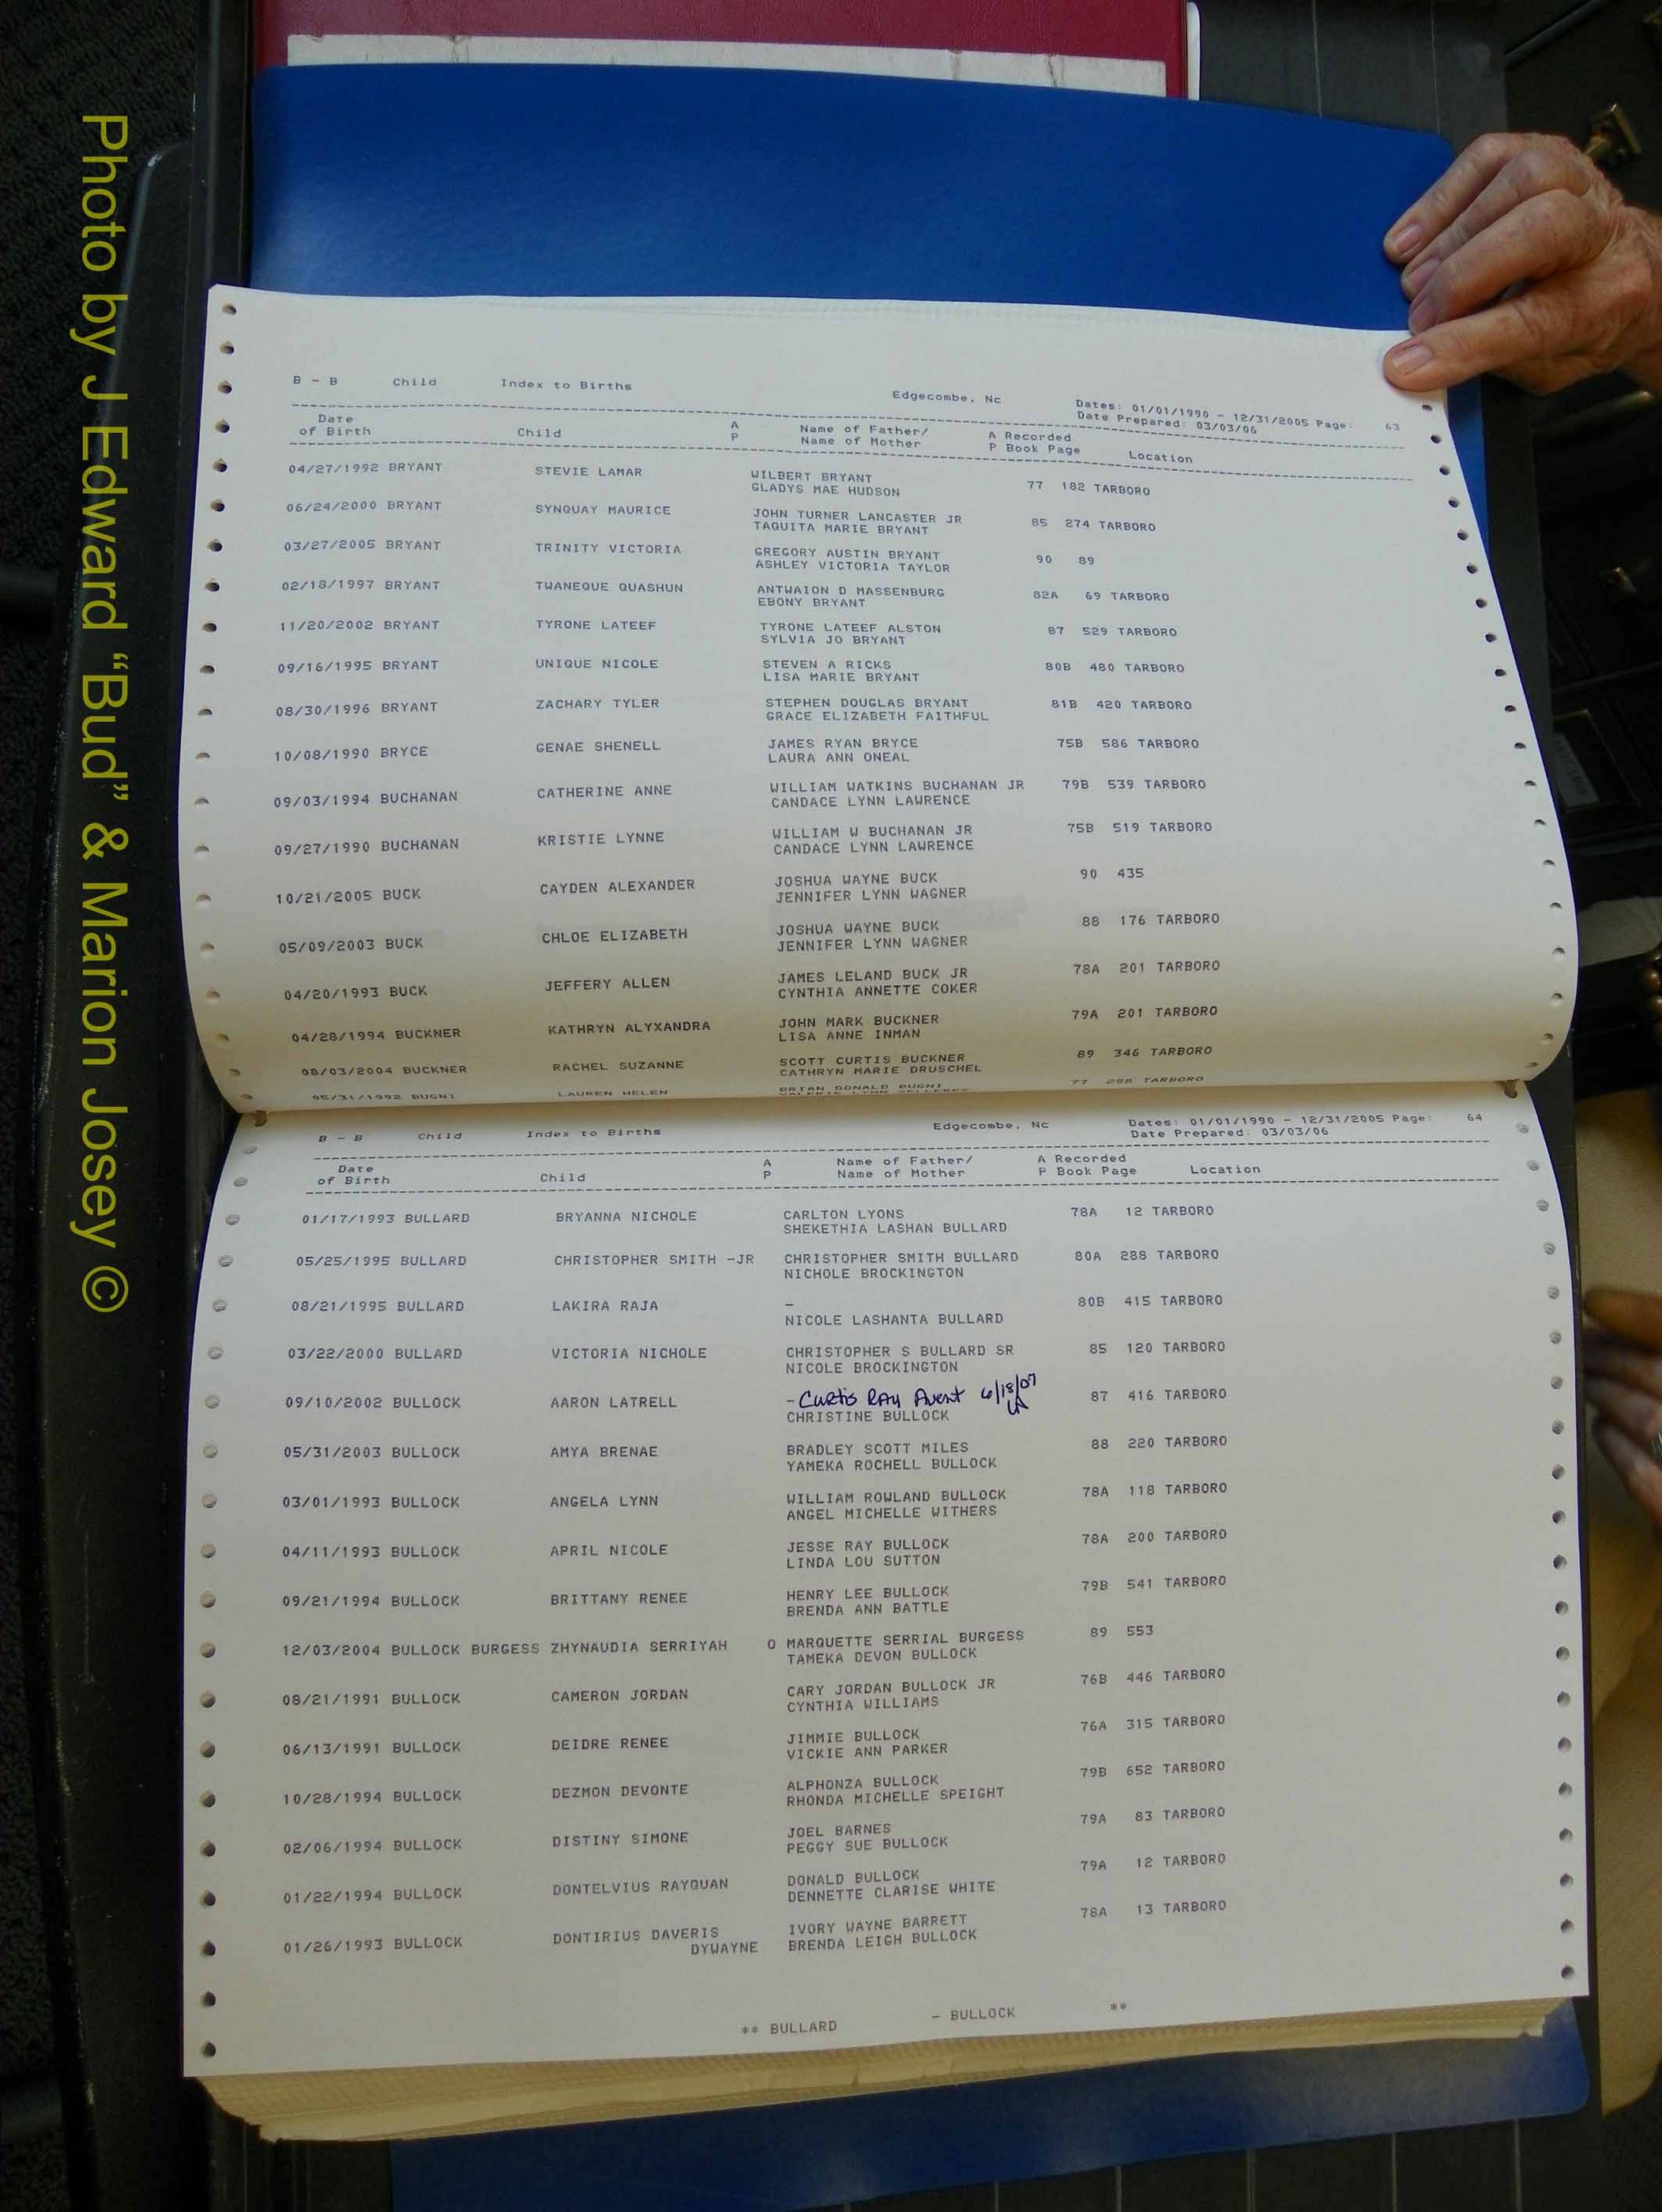 Photo by J Edward “Bud” & Marion Josey ©
B - B Child Index to Births Edgecombe, Nc Dates: 01/01/1990 - 12/31/2005 Page: 63
Date Prepared: 03/03/06
Date A Name of Father/ A Recorded
of Birth Child P Name of Mother P Book Page Location
04/27/1992 BRYANT STEVIE LAMAR WILBERT BRYANT 77 182 TARBORO
GLADYS MAE HUDSON
06/24/2000 BRYANT SYNQUAY MAURICE JOHN TURNER LANCASTER JR 85 274 TARBORO
TAQUITA MARIE BRYANT
03/27/2005 BRYANT TRINITY VICTORIA GREGORY AUSTIN BRYANT 90 89
ASHLEY VICTORIA TAYLOR
02/18/1997 BRYANT TWANEQUE QUASHUN ANTWAION D MASSENBURG 82A 69 TARBORO
EBONY BRYANT
11/20/2002 BRYANT TYRONE LATEEF TYRONE LATEEF ALSTON 87 529 TARBORO
SYLVIA JO BRYANT
09/16/1995 BRYANT UNIQUE NICOLE STEVEN A RICKS 80B 480 TARBORO
LISA MARIE BRYANT
08/30/1996 BRYANT ZACHARY TYLER STEPHEN DOUGLAS BRYANT 81B 420 TARBORO
GRACE ELIZABETH FAITHFUL
10/08/1990 BRYCE GENAE SHENELL JAMES RYAN BRYCE 75B 586 TARBORO
LAURA ANN ONEAL
09/03/1994 BUCHANAN CATHERINE ANNE WILLIAM WATKINS BUCHANAN JR 79B 539 TARBORO
CANDACE LYNN LAWRENCE
09/27/1990 BUCHANAN KRISTIE LYNNE WILLIAM W BUCHANAN JR 75B 519 TARBORO
CANDACE LYNN LAWRENCE
10/21/2005 BUCK CAYDEN ALEXANDER JOSHUA WAYNE BUCK 90 435
JENNIFER LYNN WAGNER
05/09/2003 BUCK CHLOE ELIZABETH JOSHUA WAYNE BUCK 88 176 TARBORO
JENNIFER LYNN WAGNER
04/20/1993 BUCK JEFFERY ALLEN JAMES LELAND BUCK JR 78A 201 TARBORO
CYNTHIA ANNETTE COKER
04/28/1994 BUCKNER KATHRYN ALYXANDRA JOHN MARK BUCKNER 79A 201 TARBORO
LISA ANNE INMAN
08/03/2004 BUCKNER RACHEL SUZANNE SCOTT CURTIS BUCKNER 89 346 TARBORO
CATHRYN MARIE DRUSCHEL
05/31/1992 BUGNI LAUREN HELEN BRIAN DONALD BUGNI 77 288 TARBORO
B - B Child Index to Births Edgecombe, Nc Dates: 01/01/1990 - 12/31/2005 Page: 64
Date Prepared: 03/03/06
Date A Name of Father/ A Recorded
of Birth Child P Name of Mother P Book Page Location
01/17/1993 BULLARD BRYANNA NICHOLE CARLTON LYONS 78A 12 TARBORO
SHEKETHIA LASHAN BULLARD
05/25/1995 BULLARD CHRISTOPHER SMITH -JR CHRISTOPHER SMITH BULLARD 80A 288 TARBORO
NICHOLE BROCKINGTON
08/21/1995 BULLARD LAKIRA RAJA - 80B 415 TARBORO
NICOLE LASHANTA BULLARD
03/22/2000 BULLARD VICTORIA NICHOLE CHRISTOPHER S BULLARD SR 85 120 TARBORO
NICOLE BROCKINGTON
09/10/2002 BULLOCK AARON LATRELL - Curtis Ray Avent 6/18/07 87 416 TARBORO
CHRISTINE BULLOCK
05/31/2003 BULLOCK AMYA BRENAE BRADLEY SCOTT MILES 88 220 TARBORO
YAMEKA ROCHELL BULLOCK
03/01/1993 BULLOCK ANGELA LYNN WILLIAM ROWLAND BULLOCK 78A 118 TARBORO
ANGEL MICHELLE WITHERS
04/11/1993 BULLOCK APRIL NICOLE JESSE RAY BULLOCK 78A 200 TARBORO
LINDA LOU SUTTON
09/21/1994 BULLOCK BRITTANY RENEE HENRY LEE BULLOCK 79B 541 TARBORO
BRENDA ANN BATTLE
12/03/2004 BULLOCK BURGESS ZHYNAUDIA SERRIYAH O MARQUETTE SERRIAL BURGESS 89 553
TAMEKA DEVON BULLOCK
08/21/1991 BULLOCK CAMERON JORDAN CARY JORDAN BULLOCK JR 76B 446 TARBORO
CYNTHIA WILLIAMS
06/13/1991 BULLOCK DEIDRE RENEE JIMMIE BULLOCK 76A 315 TARBORO
VICKIE ANN PARKER
10/28/1994 BULLOCK DEZMON DEVONTE ALPHONZA BULLOCK 79B 652 TARBORO
RHONDA MICHELLE SPEIGHT
02/06/1994 BULLOCK DISTINY SIMONE JOEL BARNES 79A 83 TARBORO
PEGGY SUE BULLOCK
01/22/1994 BULLOCK DONTELVIUS RAYQUAN DONALD BULLOCK 79A 12 TARBORO
DENNETTE CLARISE WHITE
01/26/1993 BULLOCK DONTIRIUS DAVERIS IVORY WAYNE BARRETT 78A 13 TARBORO
DYWAYNE BRENDA LEIGH BULLOCK
** BULLARD - BULLOCK **